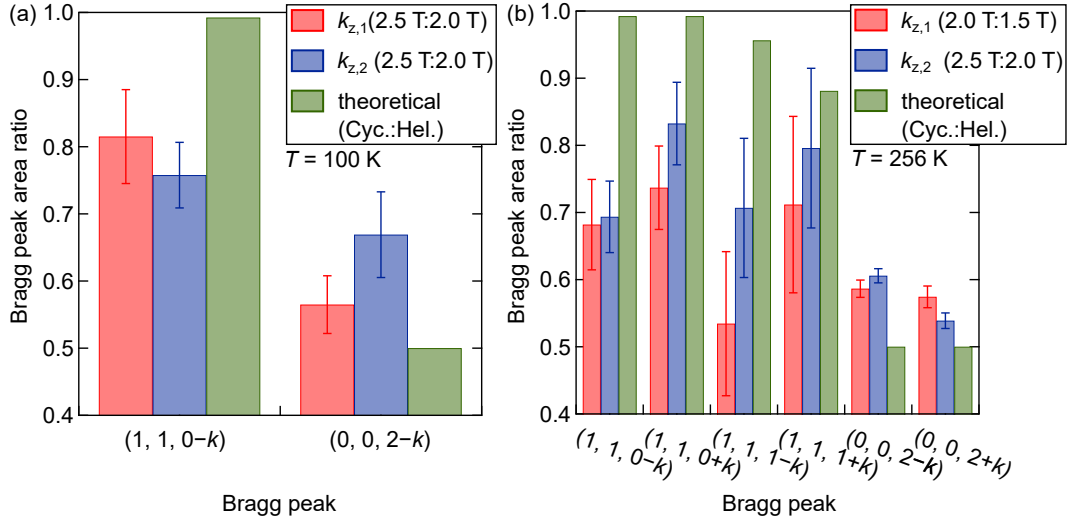 (a)
k_z,1(2.5 T:2.0 T)
k_z,2 (2.5 T:2.0 T)
theoretical
(Cyc.:Hel.)
T = 100 K
Bragg peak area ratio
1.0
0.9
0.8
0.7
0.6
0.5
0.4
(1, 1, 0−k)
(0, 0, 2−k)
Bragg peak
(b)
k_z,1 (2.0 T:1.5 T)
k_z,2 (2.5 T:2.0 T)
theoretical
(Cyc.:Hel.)
T = 256 K
Bragg peak area ratio
1.0
0.9
0.8
0.7
0.6
0.5
0.4
(1, 1, 0−k)
(1, 1, 0+k)
(1, 1, 1−k)
(1, 1, 1+k)
(0, 0, 2−k)
(0, 0, 2+k)
Bragg peak